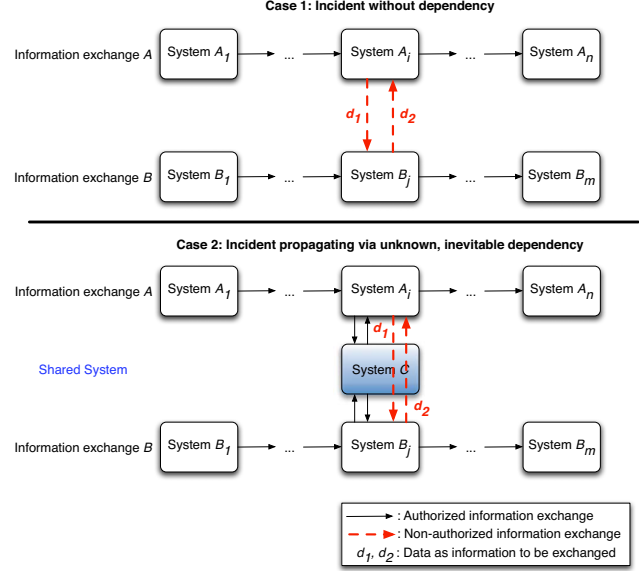 Case 1: Incident without dependency
Information exchange A System A1 ... System Ai ... System An
d1 d2
Information exchange B System B1 ... System Bj ... System Bm
Case 2: Incident propagating via unknown, inevitable dependency
Information exchange A System A1 ... System Ai ... System An
d1
Shared System System C
d2
Information exchange B System B1 ... System Bj ... System Bm
: Authorized information exchange
: Non-authorized information exchange
d1, d2 : Data as information to be exchanged